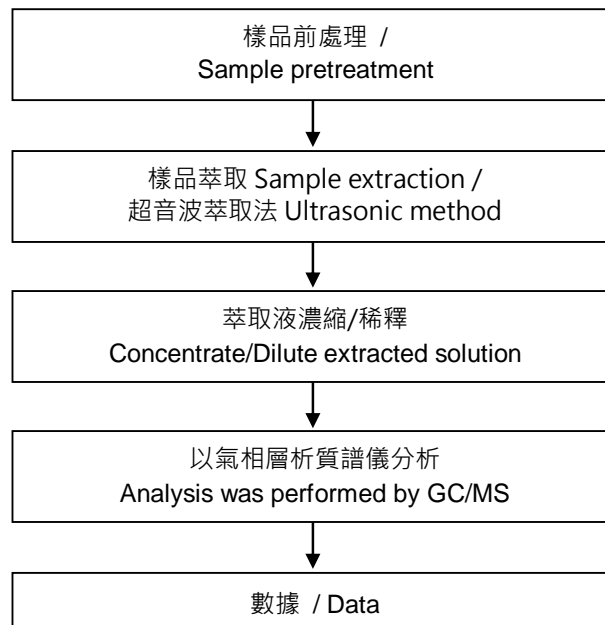 樣品前處理 /
Sample pretreatment
樣品萃取 Sample extraction /
超音波萃取法 Ultrasonic method
萃取液濃縮/稀釋
Concentrate/Dilute extracted solution
以氣相層析質譜儀分析
Analysis was performed by GC/MS
數據 / Data